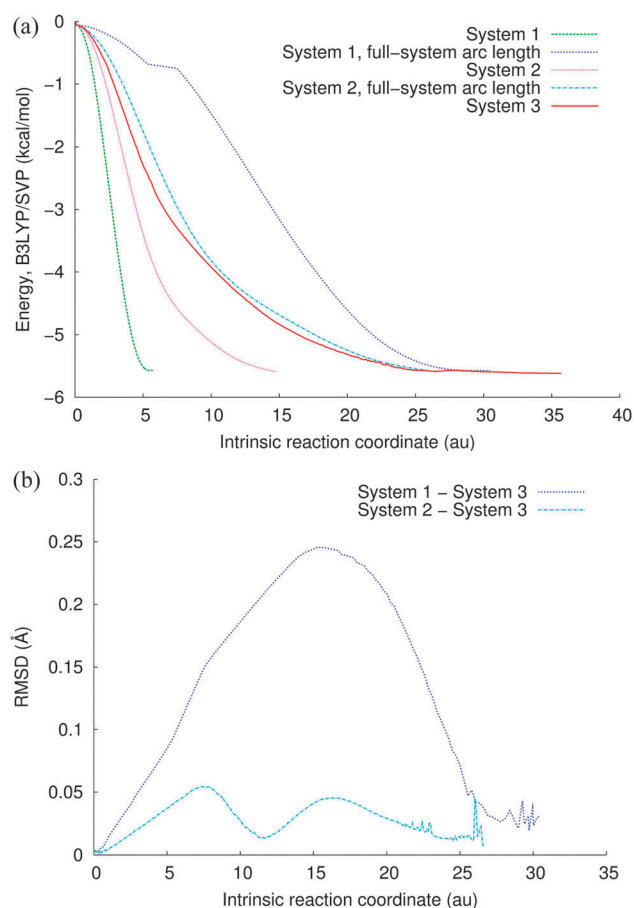 (a)
0
−1
−2
−3
−4
−5
−6
Energy, B3LYP/SVP (kcal/mol)
System 1
System 1, full−system arc length
System 2
System 2, full−system arc length
System 3
0 5 10 15 20 25 30 35 40
Intrinsic reaction coordinate (au)
(b)
0.3
0.25
0.2
0.15
0.1
0.05
0
RMSD (Å)
System 1 − System 3
System 2 − System 3
0 5 10 15 20 25 30 35
Intrinsic reaction coordinate (au)